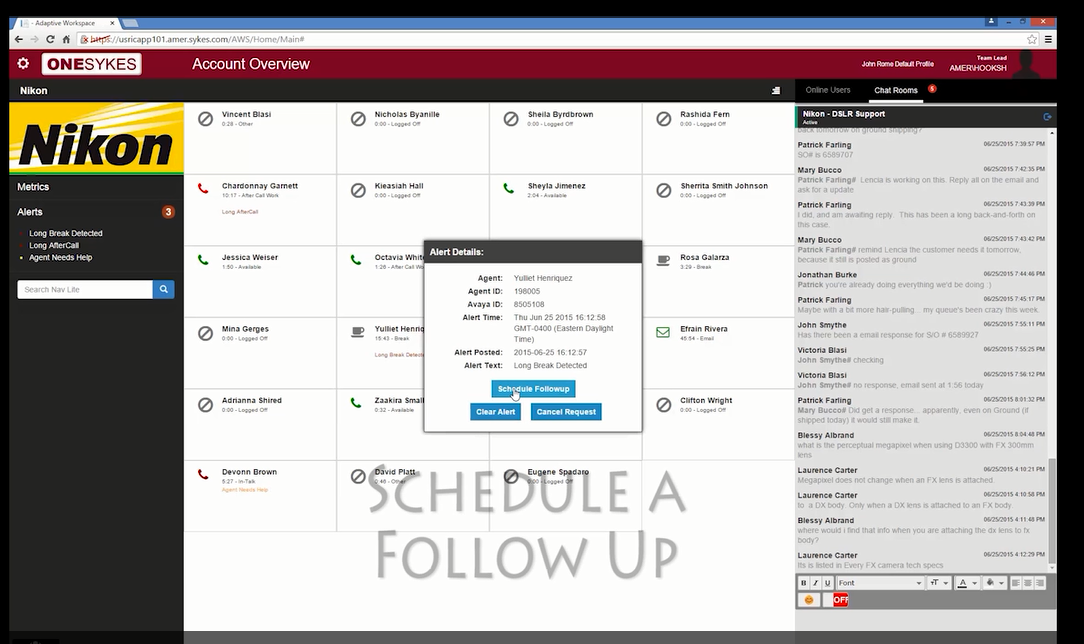 - Adaptive Workspace
https://usricapp101.amer.sykes.com/AWS/Home/Main#
ONESYKES
Account Overview
John Rome Default Profile
Team Lead
AMER\HOOKSH
Nikon
Nikon
Metrics
Alerts 3
Long Break Detected
Long AfterCall
Agent Needs Help
Search Nav Lite
Vincent Blasi
0:28 - Other
Nicholas Byanille
0:00 - Logged Off
Sheila Byrdbrown
0:00 - Logged Off
Rashida Fern
0:00 - Logged Off
Chardonnay Garnett
10:17 - After Call Work
Long AfterCall
Kieasiah Hall
0:00 - Logged Off
Sheyla Jimenez
2:04 - Available
Sherrita Smith Johnson
0:00 - Logged Off
Jessica Weiser
1:50 - Available
Octavia White
1:26 - After Call Wo
Rosa Galarza
3:29 - Break
Mina Gerges
0:00 - Logged Off
Yulliet Henriq
15:43 - Break
Long Break Detecte
Efrain Rivera
45:54 - Email
Adrianna Shired
0:00 - Logged Off
Zaakira Small
0:32 - Available
Clifton Wright
0:00 - Logged Off
Devonn Brown
5:27 - In-Talk
Agent Needs Help
David Platt
0:46 - Other
Eugene Spadaro
0:00 - Logged Off
Alert Details:
Agent: Yulliet Henriquez
Agent ID: 198005
Avaya ID: 8505108
Alert Time: Thu Jun 25 2015 16:12:58
GMT-0400 (Eastern Daylight
Time)
Alert Posted: 2015-06-25 16:12:57
Alert Text: Long Break Detected
Schedule Followup
Clear Alert
Cancel Request
SCHEDULE A
FOLLOW UP
Online Users
Chat Rooms 5
Nikon - DSLR Support
Active
back tomorrow on ground shipping?
Patrick Farling 06/25/2015 7:39:57 PM
SO# is 6589707
Mary Bucco 06/25/2015 7:42:35 PM
Patrick Farling# Lencia is working on this. Reply all on the email and
ask for a update
Patrick Farling 06/25/2015 7:43:39 PM
I did, and am awaiting reply. This has been a long back-and-forth on
this case.
Mary Bucco 06/25/2015 7:43:42 PM
Patrick Farling# remind Lencia the customer needs it tomorrow,
because it is still posted as ground
Jonathan Burke 06/25/2015 7:44:46 PM
Patrick you're already doing everything we'd be doing :)
Patrick Farling 06/25/2015 7:45:17 PM
Maybe with a bit more hair-pulling... my queue's been crazy this week.
John Smythe 06/25/2015 7:55:11 PM
Has there been a email response for S/O # 6589927
Victoria Blasi 06/25/2015 7:55:25 PM
John Smythe# checking
Victoria Blasi 06/25/2015 7:56:12 PM
John Smythe# no response, email sent at 1:56 today
Patrick Farling 06/25/2015 8:01:32 PM
Mary Bucco# Did get a response... apparently, even on Ground (if
shipped today) it would still make it.
Blessy Albrand 06/25/2015 8:04:48 PM
what is the perceptual megapixel when using D3300 with FX 300mm
lens
Laurence Carter 06/25/2015 4:10:21 PM
Megapixel does not change when an FX lens is attached.
Laurence Carter 06/25/2015 4:10:58 PM
to a DX body. Only when a DX lens is attached to an FX body.
Blessy Albrand 06/25/2015 4:11:48 PM
where would i find that info when you are attaching the dx lens to fx
body?
Laurence Carter 06/25/2015 4:12:29 PM
Its is listed in Every FX camera tech specs
B I U Font
OFF